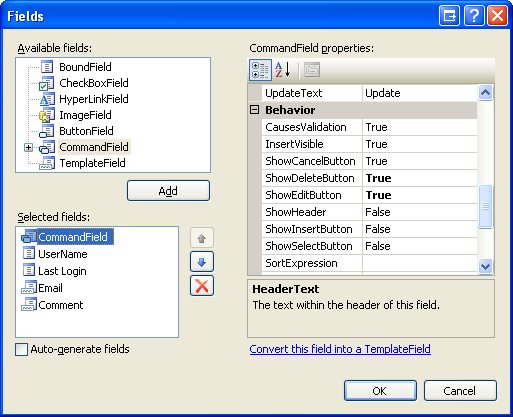 Fields
Available fields:
BoundField
CheckBoxField
HyperLinkField
ImageField
ButtonField
CommandField
TemplateField
Add
Selected fields:
CommandField
UserName
Last Login
Email
Comment
Auto-generate fields
CommandField properties:
UpdateText Update
Behavior
CausesValidation True
InsertVisible True
ShowCancelButton True
ShowDeleteButton True
ShowEditButton True
ShowHeader False
ShowInsertButton False
ShowSelectButton False
SortExpression
HeaderText
The text within the header of this field.
Convert this field into a TemplateField
OK Cancel